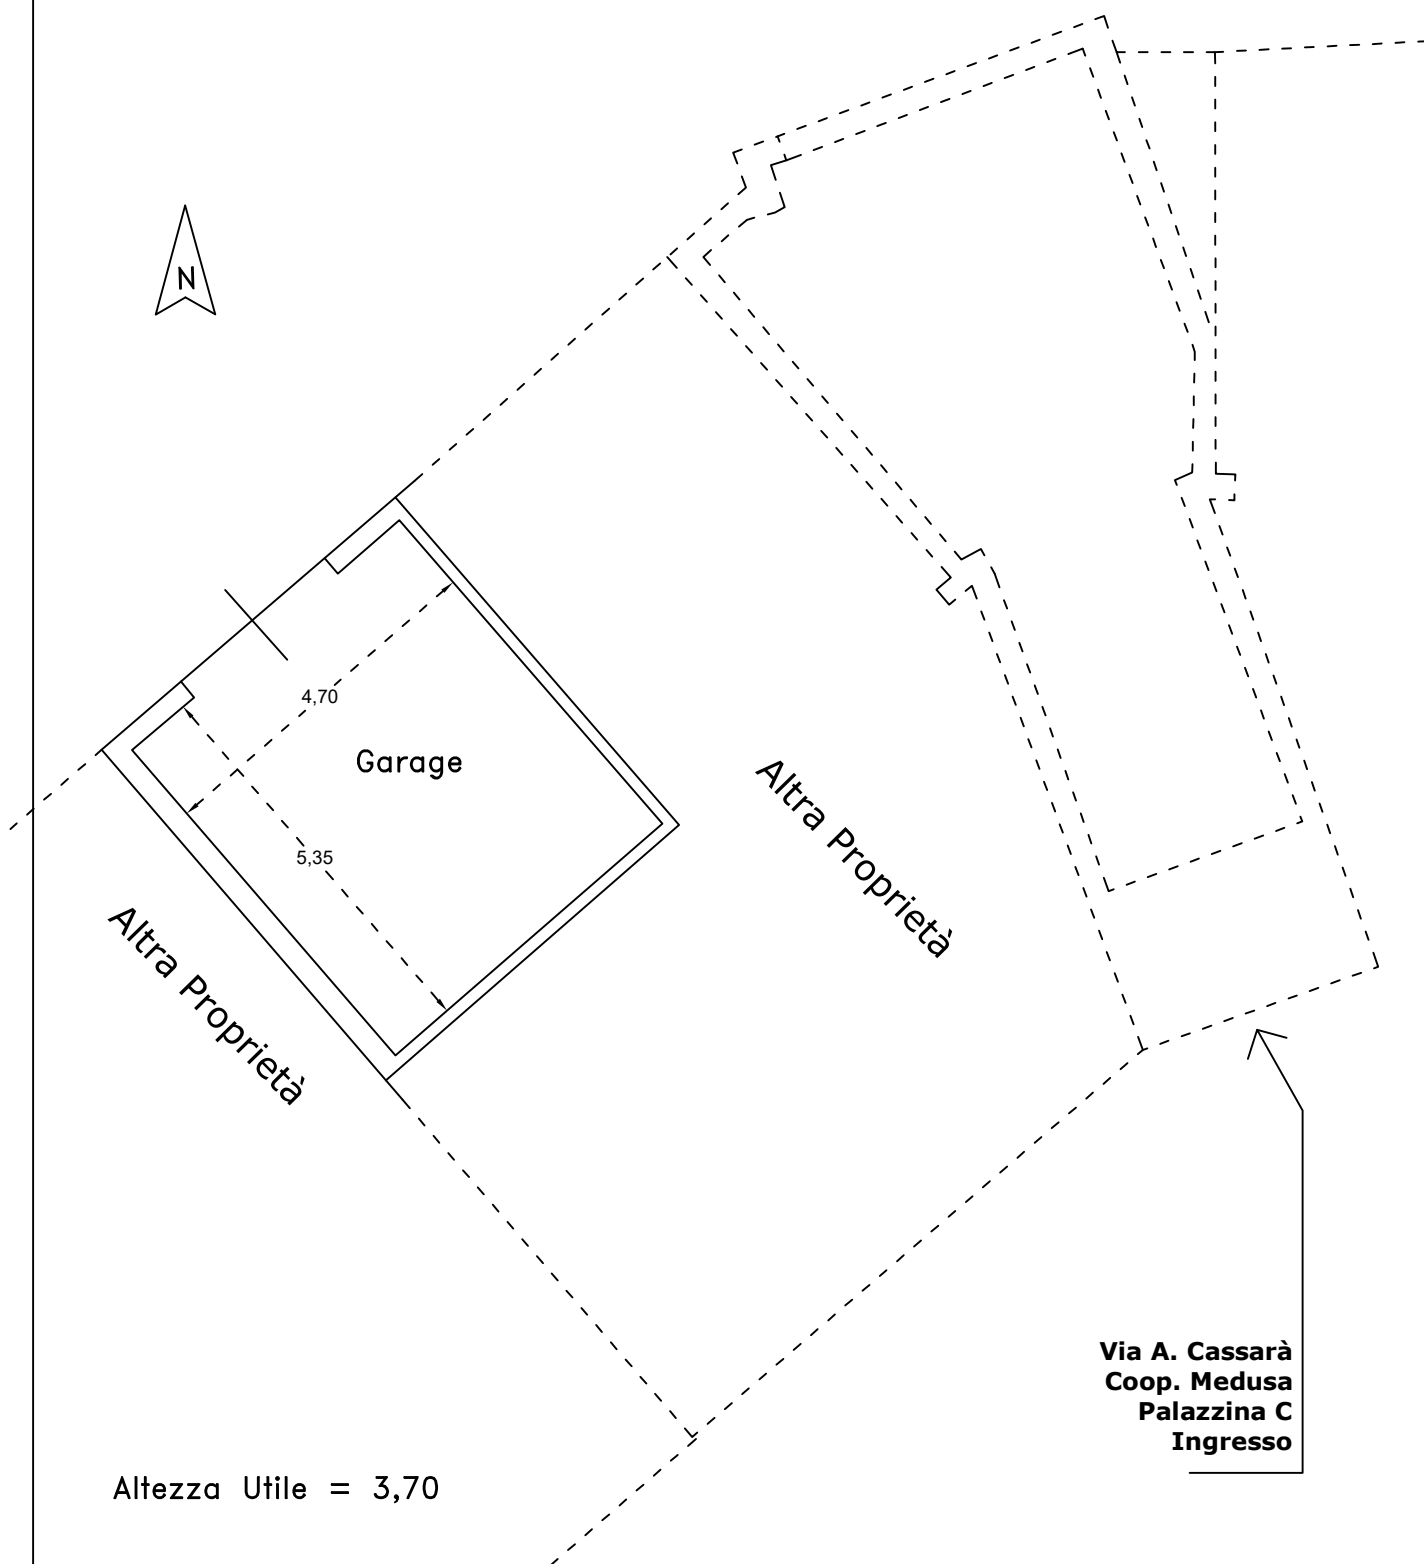 N
4,70
Garage
5,35
Altra Proprietà
Altra Proprietà
Via A. Cassarà
Coop. Medusa
Palazzina C
Ingresso
Altezza Utile = 3,70